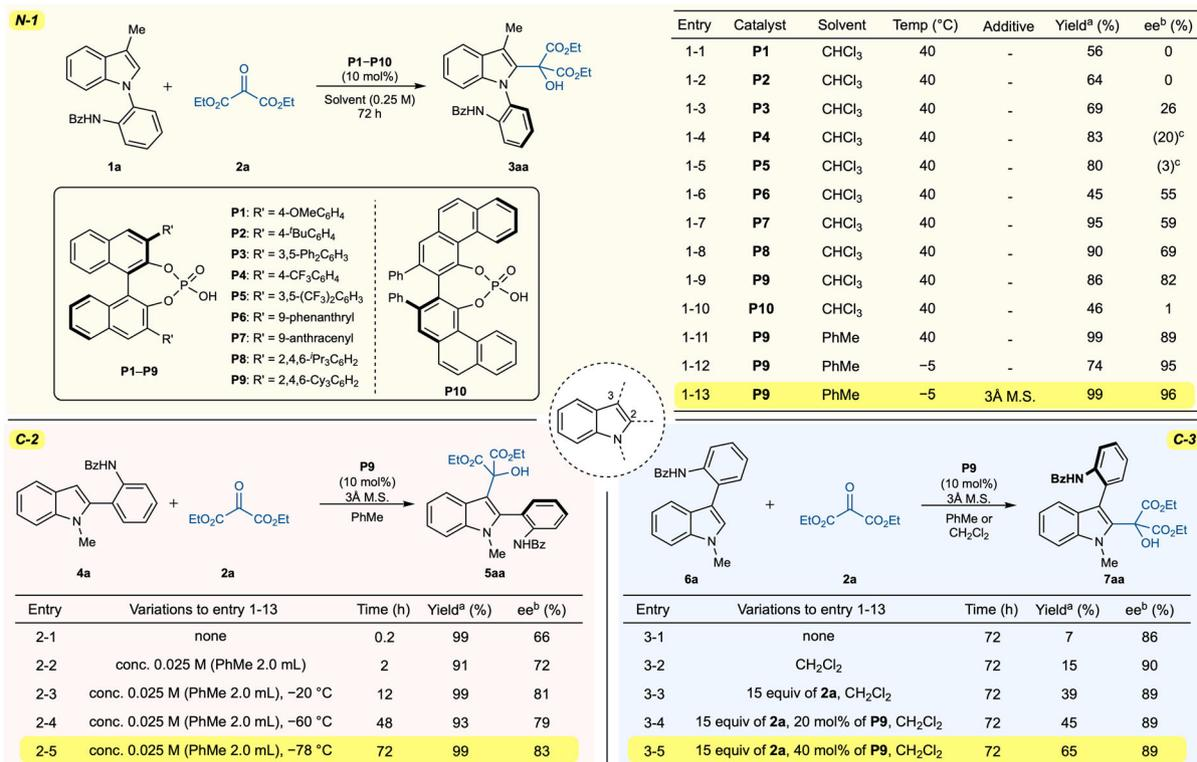 N-1
Me
N
BzHN
1a
+
O
EtO₂C CO₂Et
2a
P1–P10
(10 mol%)
Solvent (0.25 M)
72 h
Me
CO₂Et
CO₂Et
OH
N
BzHN
3aa
R'
O
O
P
O
OH
R'
P1–P9
P1: R' = 4-OMeC₆H₄
P2: R' = 4-ᵗBuC₆H₄
P3: R' = 3,5-Ph₂C₆H₃
P4: R' = 4-CF₃C₆H₄
P5: R' = 3,5-(CF₃)₂C₆H₃
P6: R' = 9-phenanthryl
P7: R' = 9-anthracenyl
P8: R' = 2,4,6-ⁱPr₃C₆H₂
P9: R' = 2,4,6-Cy₃C₆H₂
Ph
Ph
O
O
P
O
OH
P10
Entry Catalyst Solvent Temp (°C) Additive Yieldᵃ (%) eeᵇ (%)
1-1 P1 CHCl₃ 40 - 56 0
1-2 P2 CHCl₃ 40 - 64 0
1-3 P3 CHCl₃ 40 - 69 26
1-4 P4 CHCl₃ 40 - 83 (20)ᶜ
1-5 P5 CHCl₃ 40 - 80 (3)ᶜ
1-6 P6 CHCl₃ 40 - 45 55
1-7 P7 CHCl₃ 40 - 95 59
1-8 P8 CHCl₃ 40 - 90 69
1-9 P9 CHCl₃ 40 - 86 82
1-10 P10 CHCl₃ 40 - 46 1
1-11 P9 PhMe 40 - 99 89
1-12 P9 PhMe −5 - 74 95
1-13 P9 PhMe −5 3Å M.S. 99 96
3
2
N
C-2
BzHN
N
Me
4a
+
O
EtO₂C CO₂Et
2a
P9
(10 mol%)
3Å M.S.
PhMe
CO₂Et
EtO₂C OH
N
Me
NHBz
5aa
Entry Variations to entry 1-13 Time (h) Yieldᵃ (%) eeᵇ (%)
2-1 none 0.2 99 66
2-2 conc. 0.025 M (PhMe 2.0 mL) 2 91 72
2-3 conc. 0.025 M (PhMe 2.0 mL), −20 °C 12 99 81
2-4 conc. 0.025 M (PhMe 2.0 mL), −60 °C 48 93 79
2-5 conc. 0.025 M (PhMe 2.0 mL), −78 °C 72 99 83
C-3
BzHN
N
Me
6a
+
O
EtO₂C CO₂Et
2a
P9
(10 mol%)
3Å M.S.
PhMe or
CH₂Cl₂
BzHN
CO₂Et
CO₂Et
OH
N
Me
7aa
Entry Variations to entry 1-13 Time (h) Yieldᵃ (%) eeᵇ (%)
3-1 none 72 7 86
3-2 CH₂Cl₂ 72 15 90
3-3 15 equiv of 2a, CH₂Cl₂ 72 39 89
3-4 15 equiv of 2a, 20 mol% of P9, CH₂Cl₂ 72 45 89
3-5 15 equiv of 2a, 40 mol% of P9, CH₂Cl₂ 72 65 89